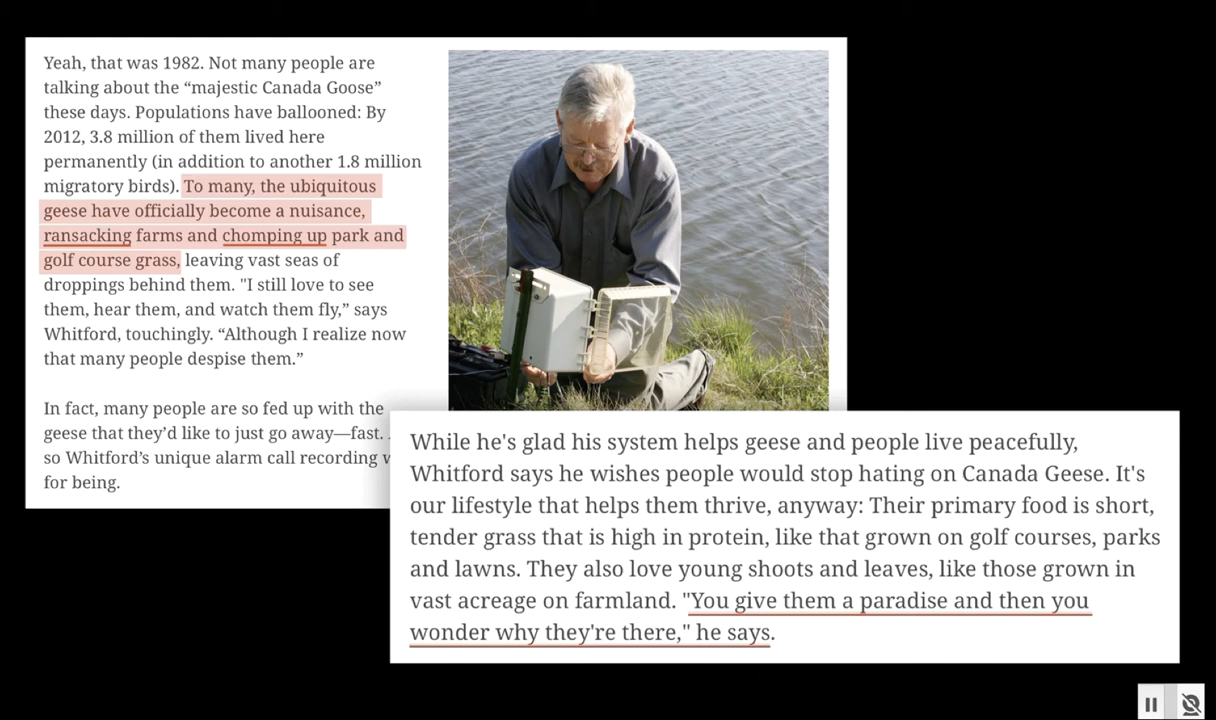 Yeah, that was 1982. Not many people are
talking about the “majestic Canada Goose”
these days. Populations have ballooned: By
2012, 3.8 million of them lived here
permanently (in addition to another 1.8 million
migratory birds). To many, the ubiquitous
geese have officially become a nuisance,
ransacking farms and chomping up park and
golf course grass, leaving vast seas of
droppings behind them. "I still love to see
them, hear them, and watch them fly,” says
Whitford, touchingly. “Although I realize now
that many people despise them.”
In fact, many people are so fed up with the
geese that they’d like to just go away—fast.
so Whitford’s unique alarm call recording
for being.
While he's glad his system helps geese and people live peacefully,
Whitford says he wishes people would stop hating on Canada Geese. It's
our lifestyle that helps them thrive, anyway: Their primary food is short,
tender grass that is high in protein, like that grown on golf courses, parks
and lawns. They also love young shoots and leaves, like those grown in
vast acreage on farmland. "You give them a paradise and then you
wonder why they're there," he says.